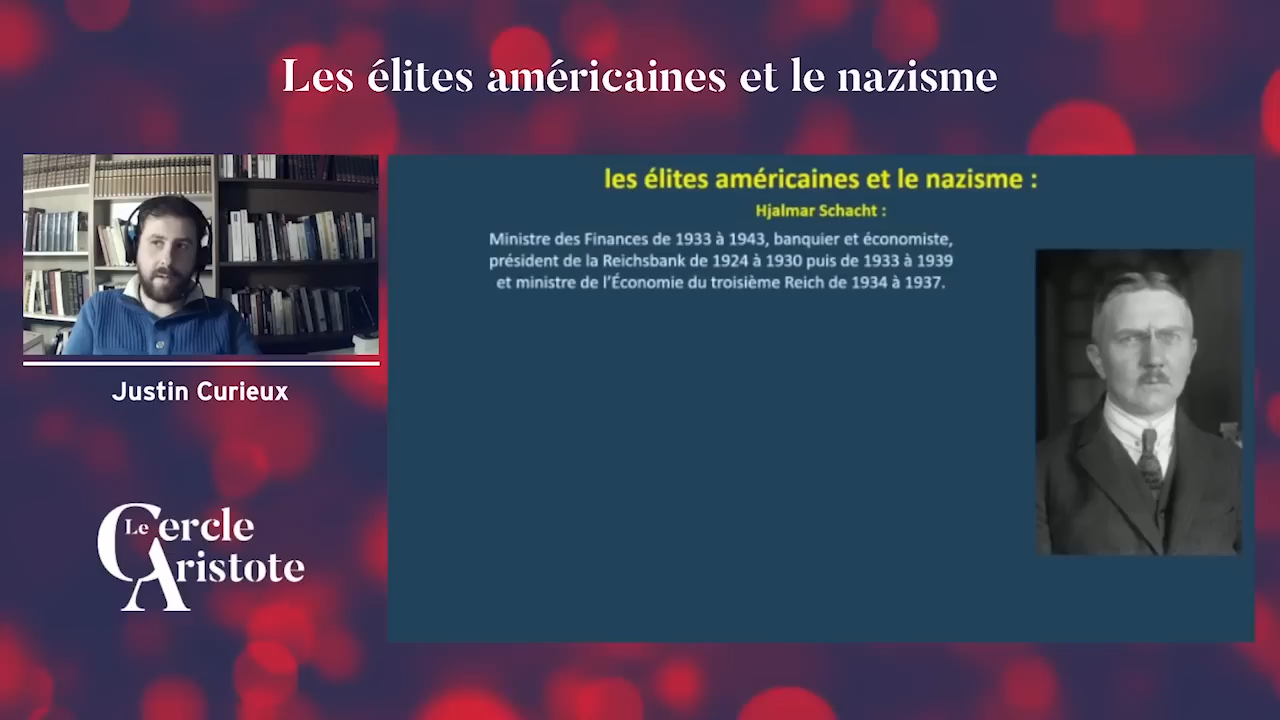 Les élites américaines et le nazisme
les élites américaines et le nazisme :
Hjalmar Schacht :
Ministre des Finances de 1933 à 1943, banquier et économiste,
président de la Reichsbank de 1924 à 1930 puis de 1933 à 1939
et ministre de l’Économie du troisième Reich de 1934 à 1937.
Justin Curieux
Le Cercle
Aristote